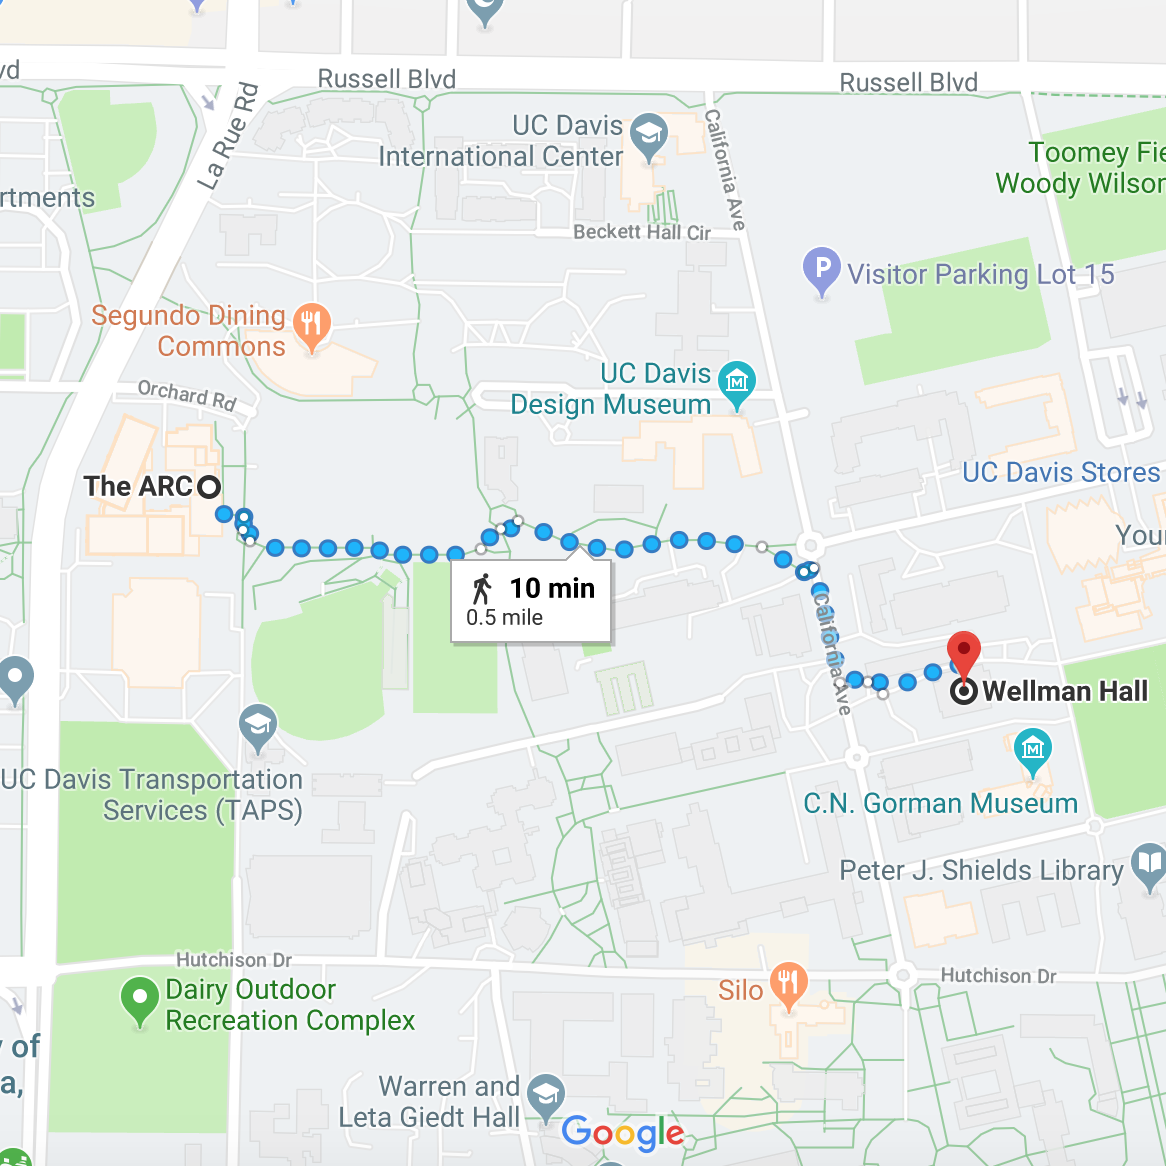 vd
Russell Blvd
Russell Blvd
La Rue Rd
UC Davis
International Center
California Ave
Toomey Fie
Woody Wilson
rtments
Beckett Hall Cir
P
Visitor Parking Lot 15
Segundo Dining
Commons
Orchard Rd
UC Davis
Design Museum
M
UC Davis Stores
The ARC
You
10 min
0.5 mile
California Ave
Wellman Hall
M
UC Davis Transportation
Services (TAPS)
C.N. Gorman Museum
Peter J. Shields Library
Hutchison Dr
Hutchison Dr
Dairy Outdoor
Recreation Complex
Silo
y of
a,
Warren and
Leta Giedt Hall
Google